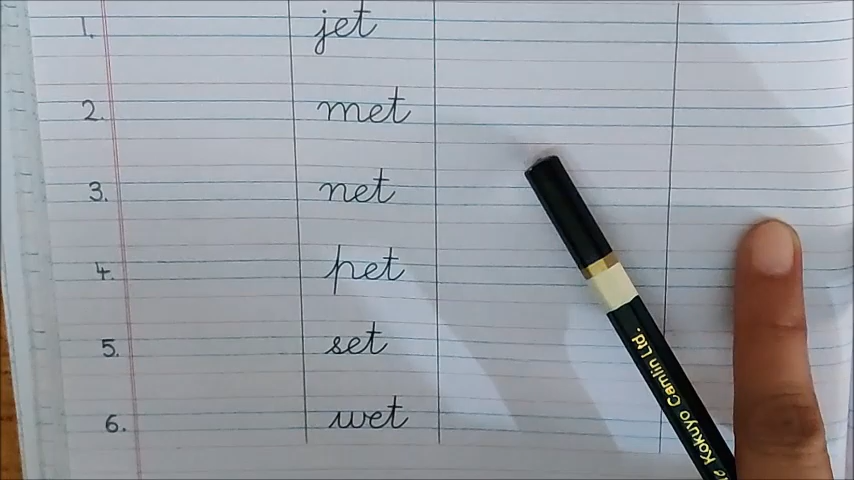 1. jet
2. met
3. net
4. pet
5. set
6. wet
Kokuyo Camlin Ltd.